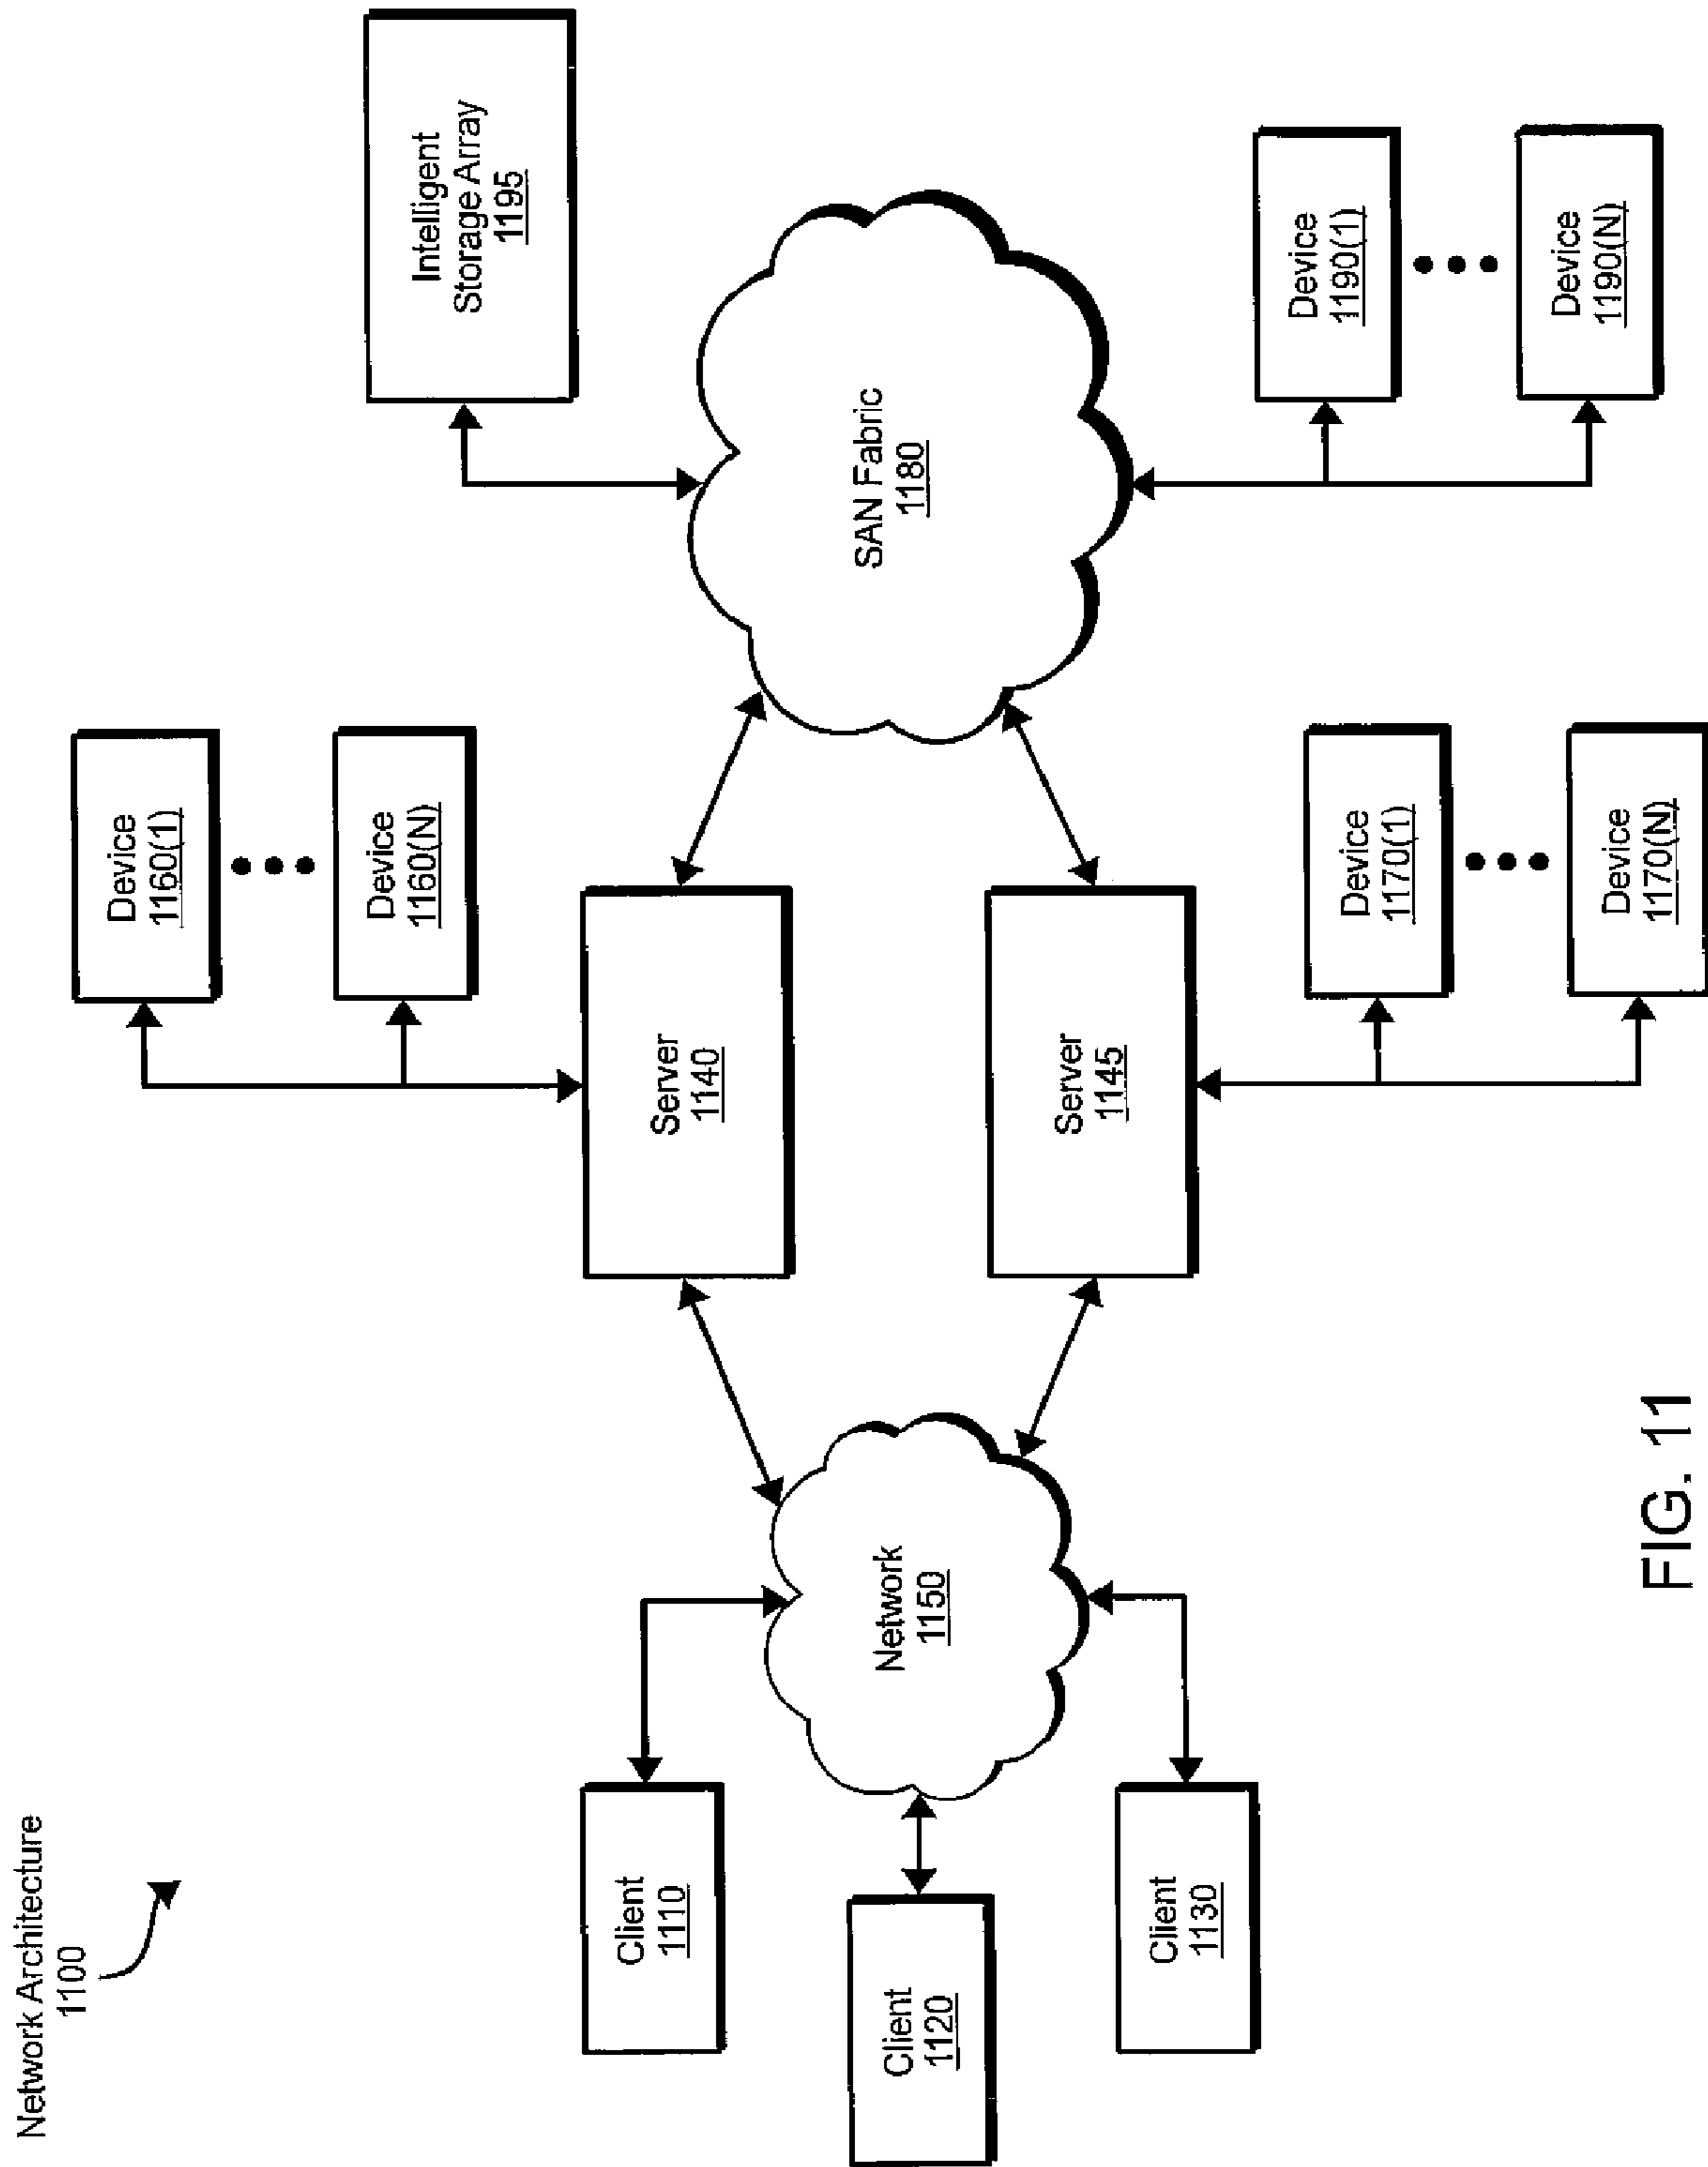 Network Architecture
1100
Device
1160(1)
Device
1160(N)
Intelligent
Storage Array
1195
Client
1110
Server
1140
Client
1120
Network
1150
SAN Fabric
1180
Client
1130
Server
1145
Device
1170(1)
Device
1170(N)
Device
1190(1)
Device
1190(N)
FIG. 11